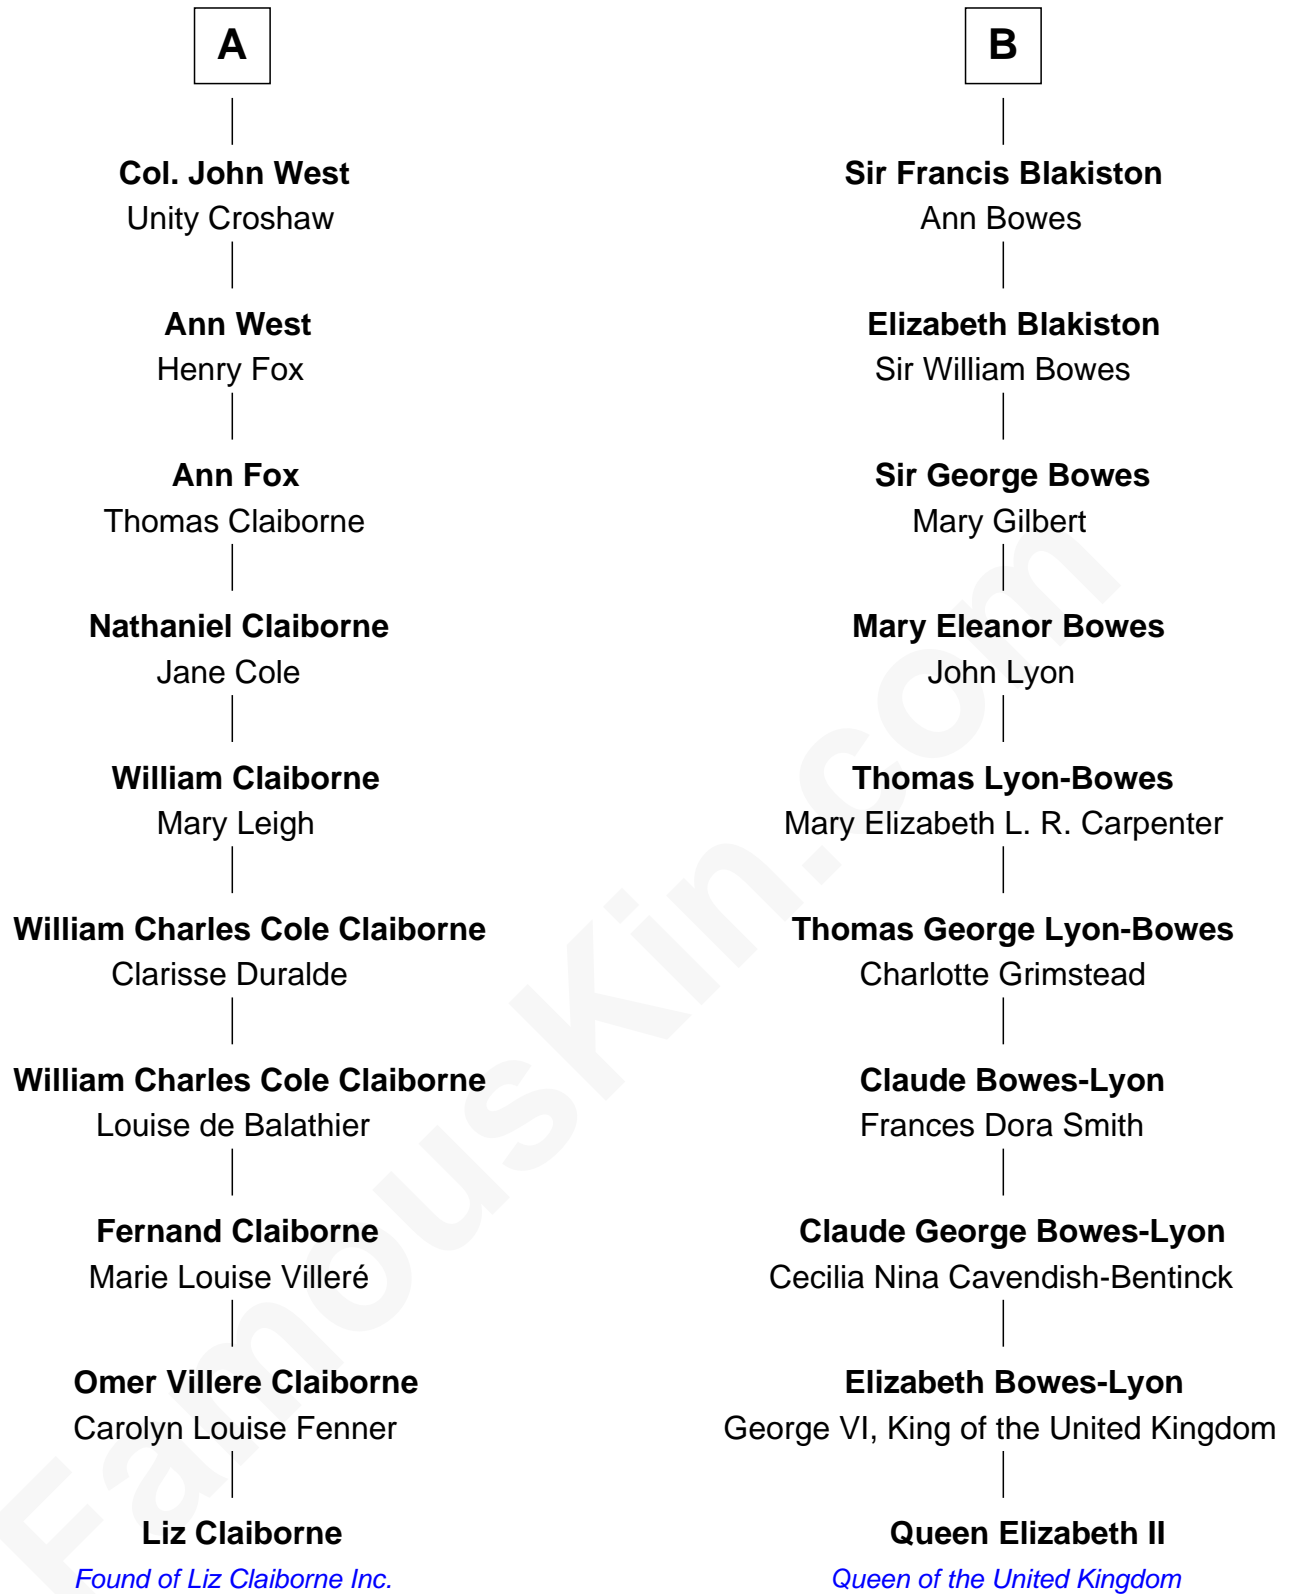 A
Col. John West
Unity Croshaw
Ann West
Henry Fox
Ann Fox
Thomas Claiborne
Nathaniel Claiborne
Jane Cole
William Claiborne
Mary Leigh
William Charles Cole Claiborne
Clarisse Duralde
William Charles Cole Claiborne
Louise de Balathier
Fernand Claiborne
Marie Louise Villeré
Omer Villere Claiborne
Carolyn Louise Fenner
Liz Claiborne
Found of Liz Claiborne Inc.
B
Sir Francis Blakiston
Ann Bowes
Elizabeth Blakiston
Sir William Bowes
Sir George Bowes
Mary Gilbert
Mary Eleanor Bowes
John Lyon
Thomas Lyon-Bowes
Mary Elizabeth L. R. Carpenter
Thomas George Lyon-Bowes
Charlotte Grimstead
Claude Bowes-Lyon
Frances Dora Smith
Claude George Bowes-Lyon
Cecilia Nina Cavendish-Bentinck
Elizabeth Bowes-Lyon
George VI, King of the United Kingdom
Queen Elizabeth II
Queen of the United Kingdom
FamousKin.com